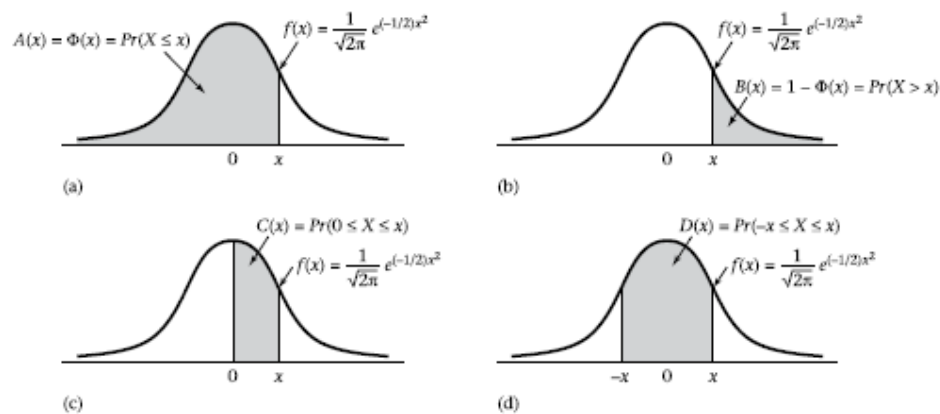 A(x) = Φ(x) = Pr(X ≤ x)
f(x) = 1/√2π e^(–1/2)x²
0 x
(a)
f(x) = 1/√2π e^(–1/2)x²
B(x) = 1 – Φ(x) = Pr(X > x)
0 x
(b)
C(x) = Pr(0 ≤ X ≤ x)
f(x) = 1/√2π e^(–1/2)x²
0 x
(c)
D(x) = Pr(–x ≤ X ≤ x)
f(x) = 1/√2π e^(–1/2)x²
–x 0 x
(d)